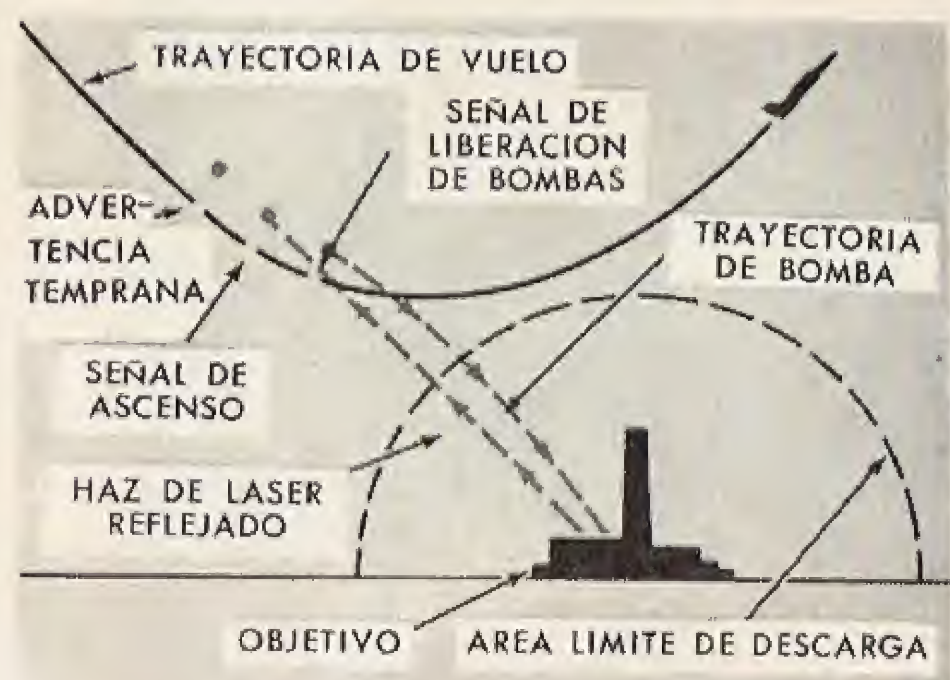 TRAYECTORIA DE VUELO
SEÑAL DE
LIBERACION
DE BOMBAS
ADVER-
TENCIA
TEMPRANA
TRAYECTORIA
DE BOMBA
SEÑAL DE
ASCENSO
HAZ DE LASER
REFLEJADO
OBJETIVO
AREA LIMITE DE DESCARGA